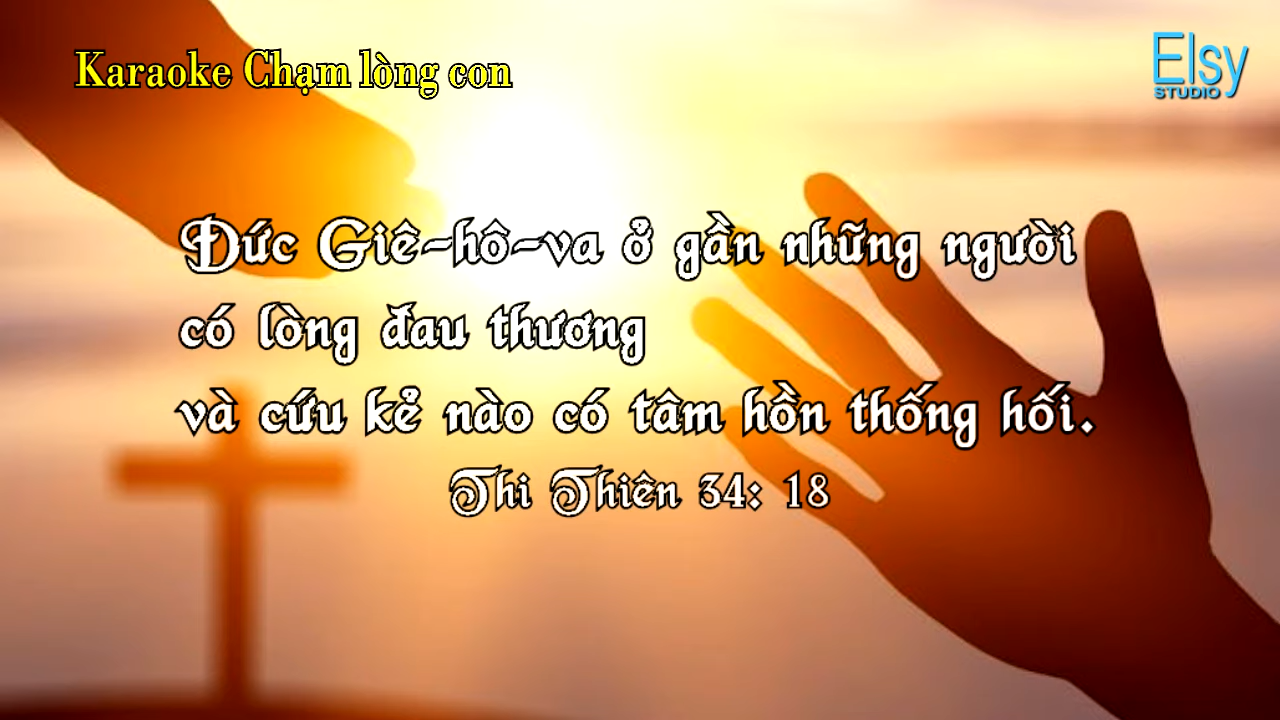 Karaoke Chạm lòng con
Elsy
STUDIO
Đức Giê-hô-va ở gần những người
có lòng đau thương
và cứu kẻ nào có tâm hồn thống hối.
Thi Thiên 34: 18